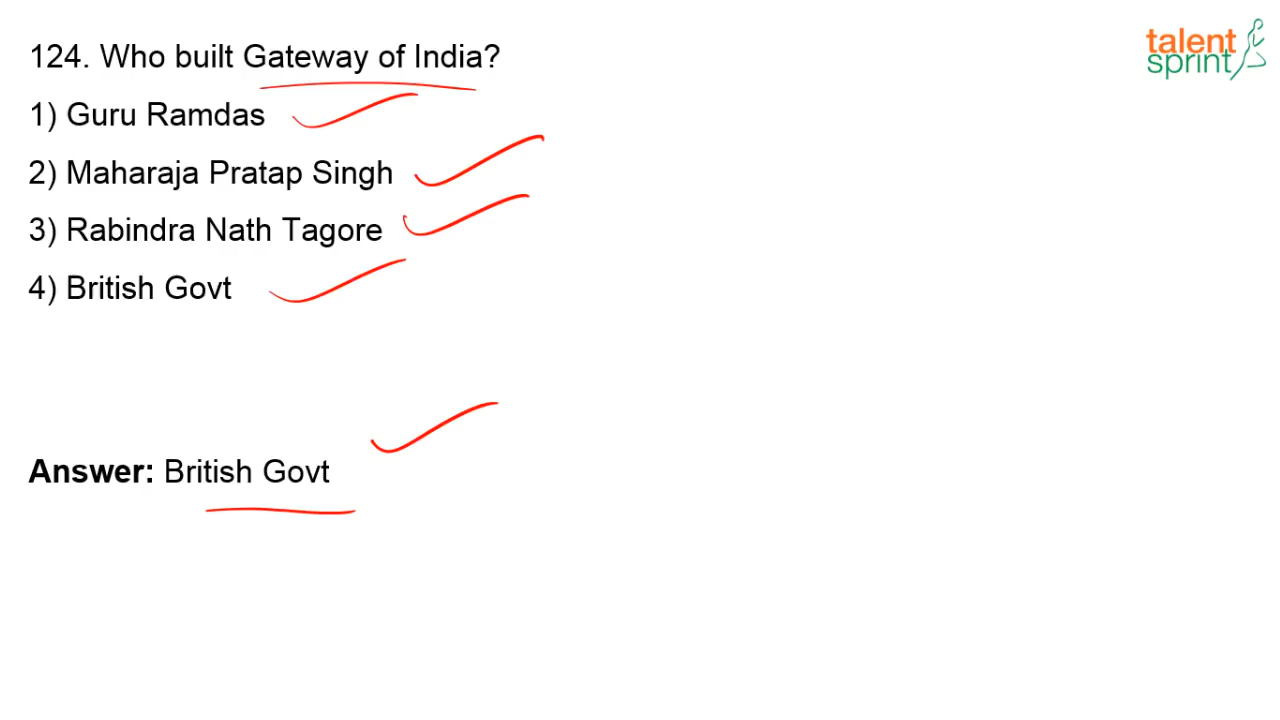 124. Who built Gateway of India?
talent
sprint
1) Guru Ramdas
2) Maharaja Pratap Singh
3) Rabindra Nath Tagore
4) British Govt
Answer: British Govt